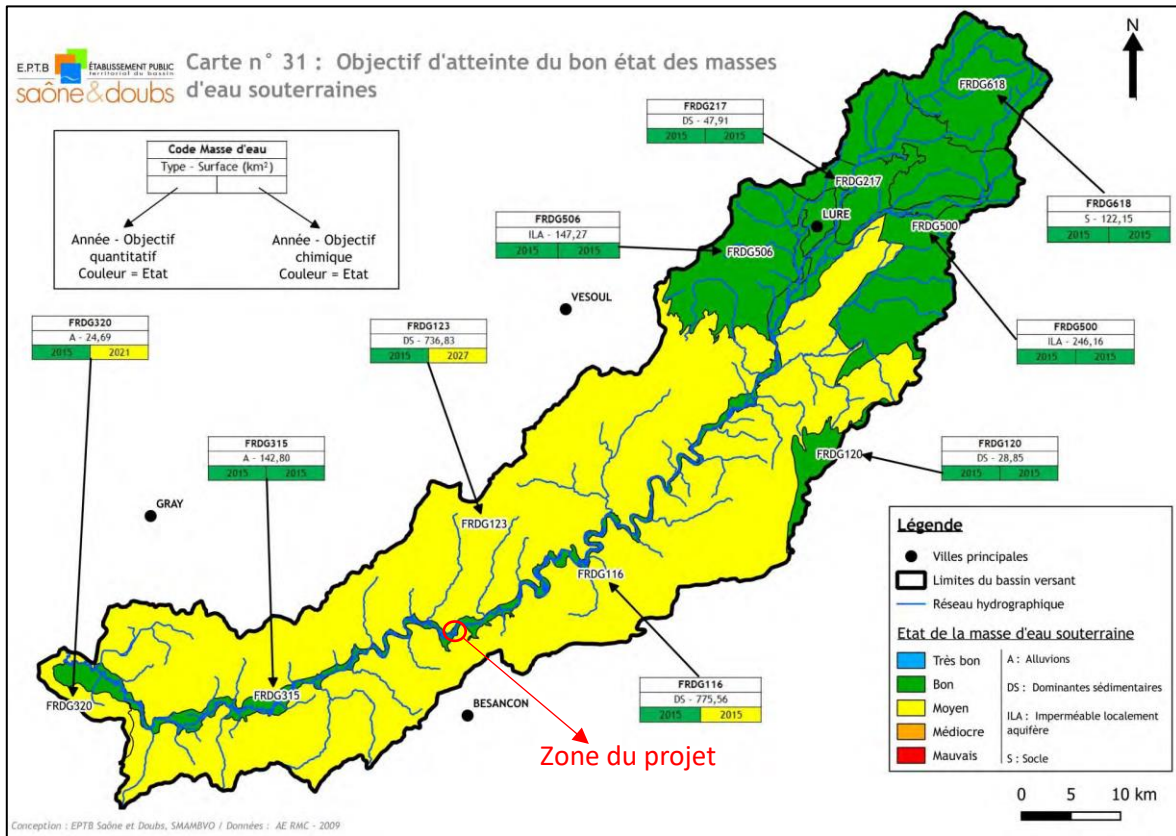 E.P.T.B
ÉTABLISSEMENT PUBLIC
territorial du bassin
saône&doubs
Carte n° 31 : Objectif d'atteinte du bon état des masses
d'eau souterraines
N
Code Masse d'eau
Type - Surface (km²)
Année - Objectif
quantitatif
Couleur = Etat
Année - Objectif
chimique
Couleur = Etat
FRDG217
DS - 47,91
2015 2015
FRDG618
FRDG217
FRDG618
S - 122,15
2015 2015
FRDG506
ILA - 147,27
2015 2015
LURE
FRDG500
FRDG506
VESOUL
FRDG320
A - 24,69
2015 2021
FRDG123
DS - 736,83
2015 2027
FRDG500
ILA - 246,16
2015 2015
FRDG315
A - 142,80
2015 2015
FRDG120
FRDG120
DS - 28,85
2015 2015
GRAY
FRDG123
FRDG116
FRDG315
FRDG320
BESANCON
FRDG116
DS - 775,56
2015 2015
Zone du projet
Légende
Villes principales
Limites du bassin versant
Réseau hydrographique
Etat de la masse d'eau souterraine
Très bon
Bon
Moyen
Médiocre
Mauvais
A : Alluvions
DS : Dominantes sédimentaires
ILA : Imperméable localement
aquifère
S : Socle
0 5 10 km
Conception : EPTB Saône et Doubs, SMAMBVO / Données : AE RMC - 2009